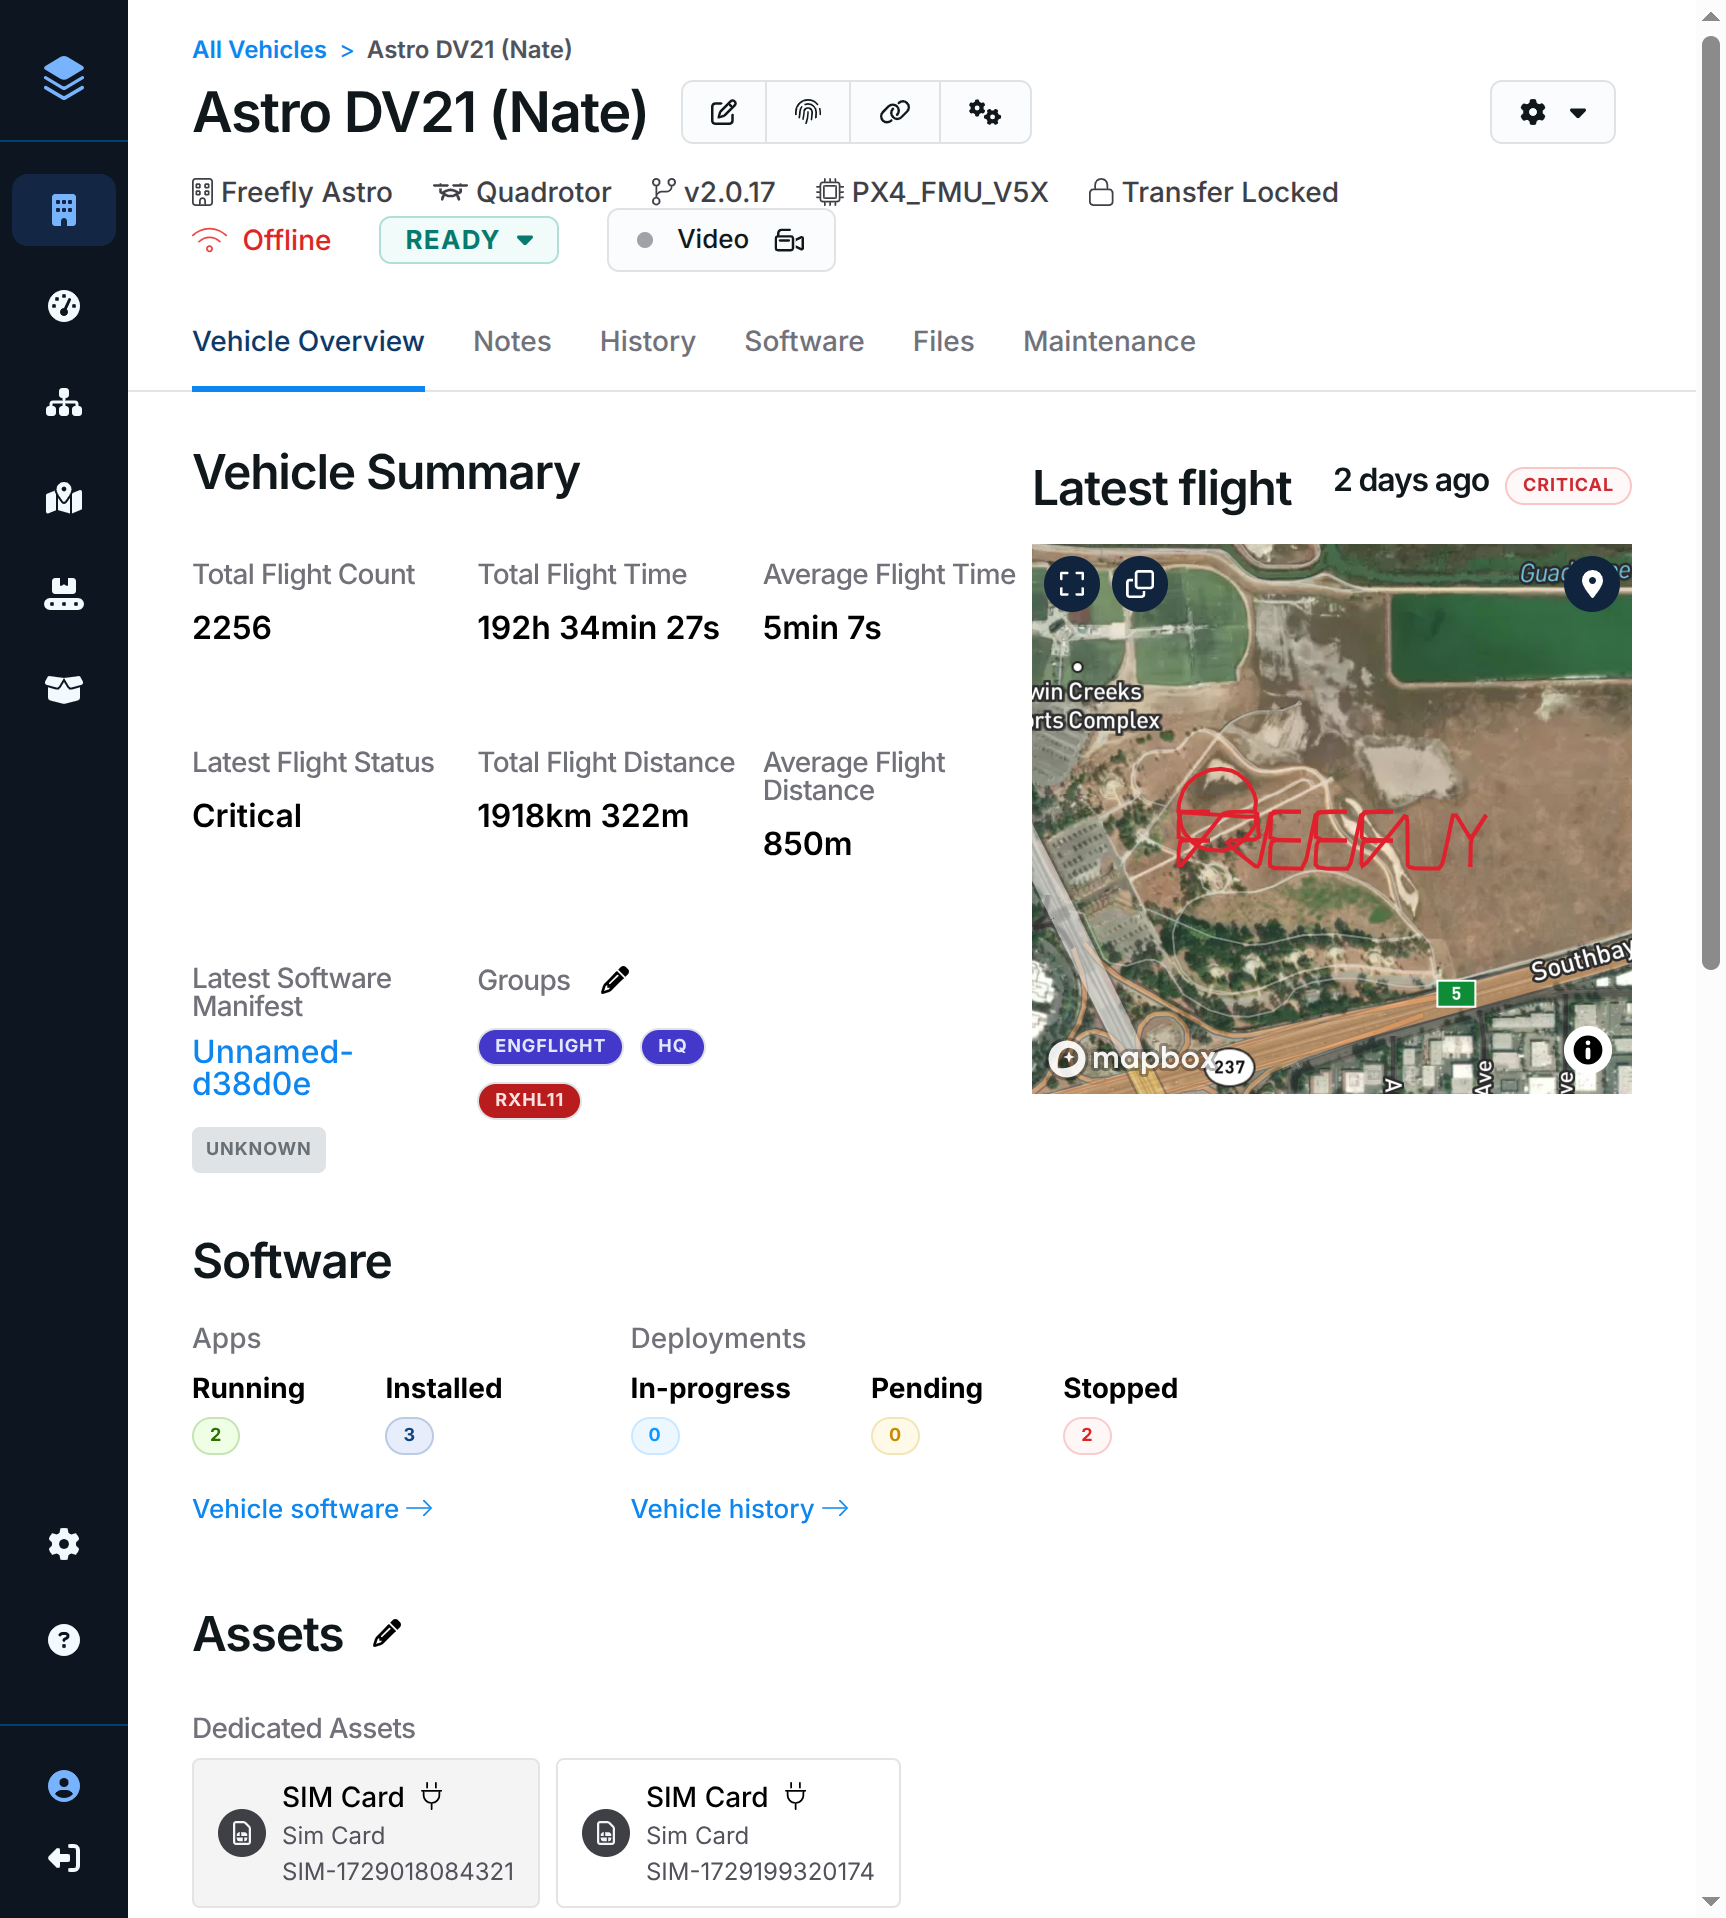 All Vehicles > Astro DV21 (Nate)
Astro DV21 (Nate)
Freefly Astro Quadrotor v2.0.17 PX4_FMU_V5X Transfer Locked
Offline READY Video
Vehicle Overview Notes History Software Files Maintenance
Vehicle Summary
Latest flight 2 days ago CRITICAL
Total Flight Count Total Flight Time Average Flight Time
2256 192h 34min 27s 5min 7s
Latest Flight Status Total Flight Distance Average Flight
Distance
Critical 1918km 322m
850m
Latest Software
Manifest
Groups
Unnamed-
d38d0e
ENGFLIGHT HQ
RXHL11
UNKNOWN
win Creeks
rts Complex
Southbay
5
mapbox
237
Ave
Software
Apps Deployments
Running Installed In-progress Pending Stopped
2 3 0 0 2
Vehicle software → Vehicle history →
Assets
Dedicated Assets
SIM Card
Sim Card
SIM-1729018084321
SIM Card
Sim Card
SIM-1729199320174